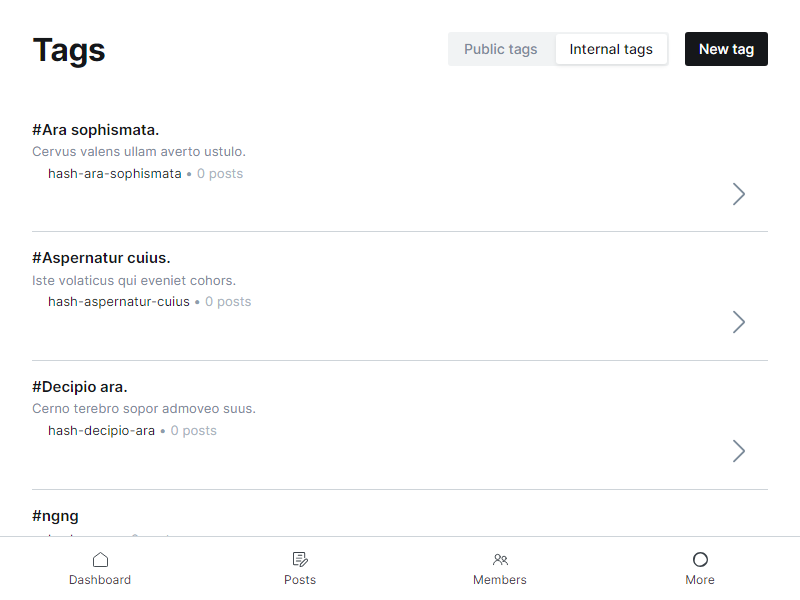 Tags
Public tags
Internal tags
New tag
#Ara sophismata.
Cervus valens ullam averto ustulo.
hash-ara-sophismata • 0 posts
#Aspernatur cuius.
Iste volaticus qui eveniet cohors.
hash-aspernatur-cuius • 0 posts
#Decipio ara.
Cerno terebro sopor admoveo suus.
hash-decipio-ara • 0 posts
#ngng
Dashboard
Posts
Members
More